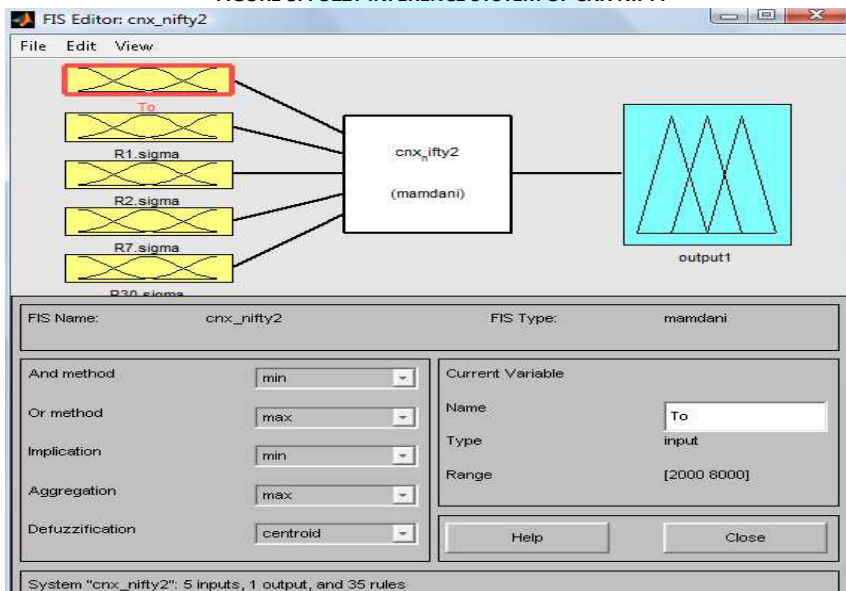 FIS Editor: cnx_nifty2
File Edit View
To
R1.sigma
R2.sigma
R7.sigma
R30.sigma
cnx_nifty2
(mamdani)
output1
FIS Name: cnx_nifty2 FIS Type: mamdani
And method min
Or method max
Implication min
Aggregation max
Defuzzification centroid
Current Variable
Name To
Type input
Range [2000 8000]
Help Close
System "cnx_nifty2": 5 inputs, 1 output, and 35 rules